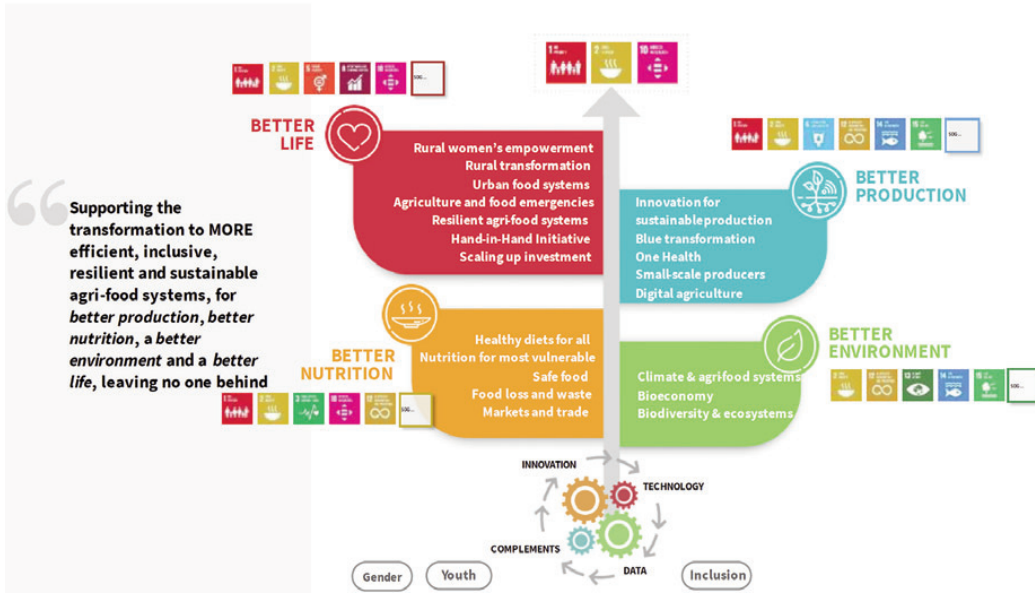 Supporting the
transformation to MORE
efficient, inclusive,
resilient and sustainable
agri-food systems, for
better production, better
nutrition, a better
environment and a better
life, leaving no one behind
BETTER
LIFE
Rural women's empowerment
Rural transformation
Urban food systems
Agriculture and food emergencies
Resilient agri-food systems
Hand-in-Hand Initiative
Scaling up investment
BETTER
PRODUCTION
Innovation for
sustainable production
Blue transformation
One Health
Small-scale producers
Digital agriculture
BETTER
NUTRITION
Healthy diets for all
Nutrition for most vulnerable
Safe food
Food loss and waste
Markets and trade
BETTER
ENVIRONMENT
Climate & agri-food systems
Bioeconomy
Biodiversity & ecosystems
INNOVATION
TECHNOLOGY
COMPLEMENTS
DATA
Gender
Youth
Inclusion